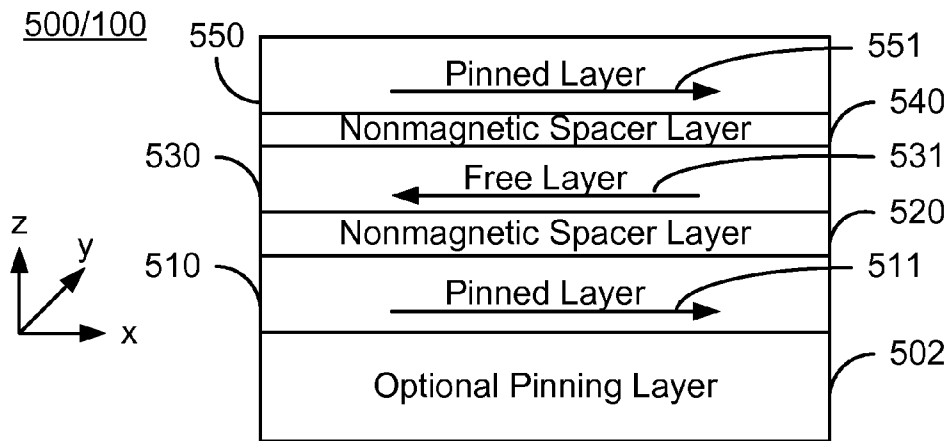 500/100
550
Pinned Layer
551
Nonmagnetic Spacer Layer
540
530
Free Layer
531
Nonmagnetic Spacer Layer
520
510
Pinned Layer
511
Optional Pinning Layer
502
z
y
x